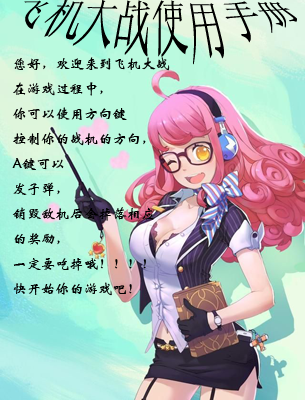 飞机大战使用手册
您好，欢迎来到飞机大战
在游戏过程中，
你可以使用方向键
控制你的战机的方向，
A键可以
发子弹，
销毁敌机后会掉落相应
的奖励，
一定要吃掉哦！！！！
快开始你的游戏吧！